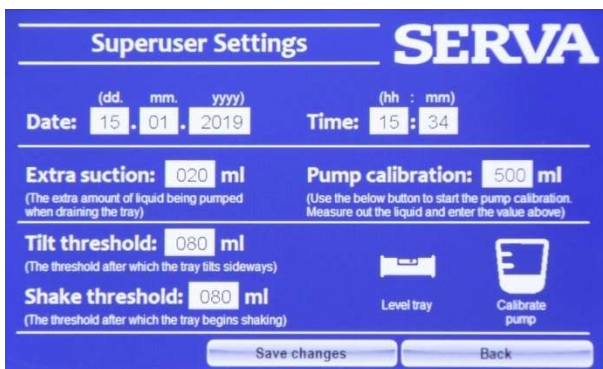 Superuser Settings
SERVA
(dd. mm. yyyy)
Date: 15 . 01 . 2019
(hh : mm)
Time: 15 : 34
Extra suction: 020 ml
(The extra amount of liquid being pumped
when draining the tray)
Pump calibration: 500 ml
(Use the below button to start the pump calibration.
Measure out the liquid and enter the value above)
Tilt threshold: 080 ml
(The threshold after which the tray tilts sideways)
Shake threshold: 080 ml
(The threshold after which the tray begins shaking)
Level tray
Calibrate
pump
Save changes
Back